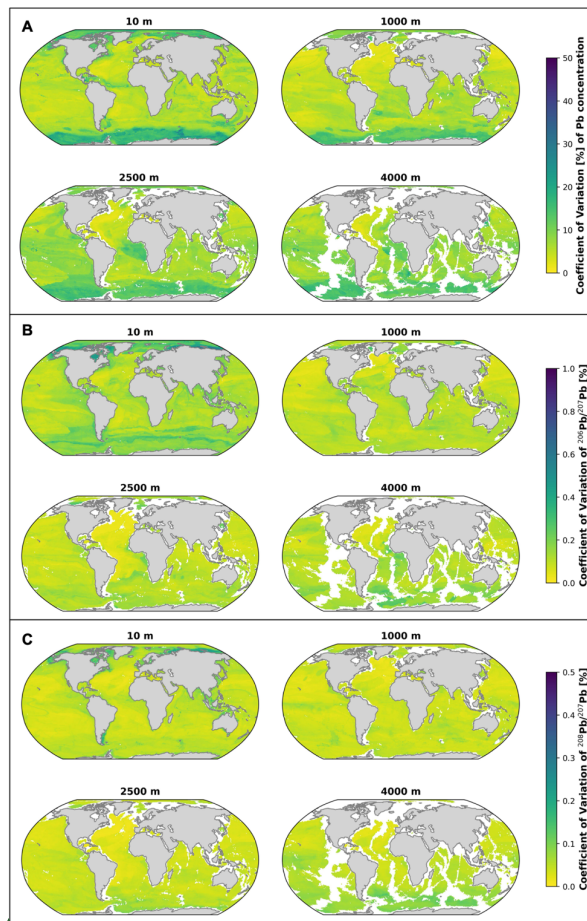 A
10 m
1000 m
2500 m
4000 m
50
40
30
20
10
0
Coefficient of Variation [%] of Pb Concentration
B
10 m
1000 m
2500 m
4000 m
1.0
0.8
0.6
0.4
0.2
0.0
Coefficient of Variation of ²⁰⁶Pb/²⁰⁷Pb [%]
C
10 m
1000 m
2500 m
4000 m
0.5
0.4
0.3
0.2
0.1
0.0
Coefficient of Variation of ²⁰⁸Pb/²⁰⁷Pb [%]